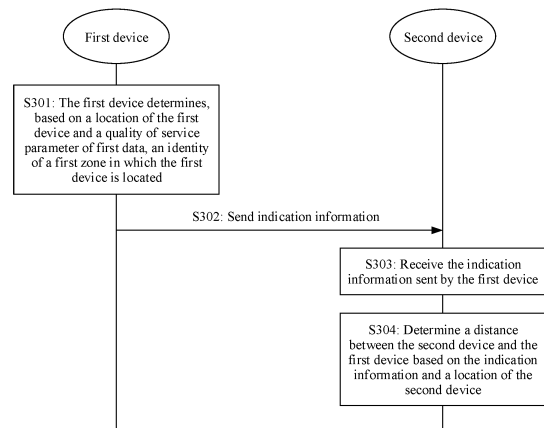 First device
Second device
S301: The first device determines,
based on a location of the first
device and a quality of service
parameter of first data, an identity
of a first zone in which the first
device is located
S302: Send indication information
S303: Receive the indication
information sent by the first device
S304: Determine a distance
between the second device and the
first device based on the indication
information and a location of the
second device